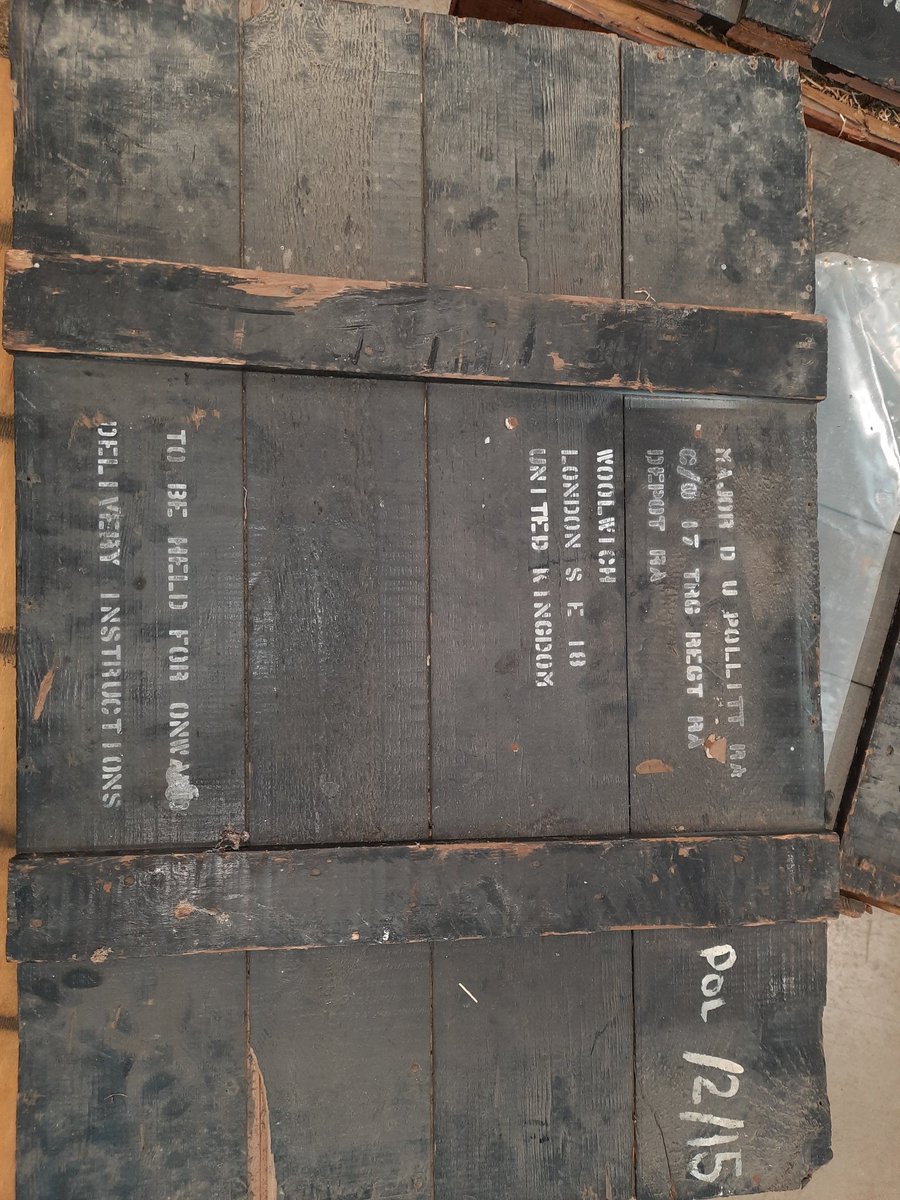 MAJOR D U POLLITT RA
C/O 17 TRG REGT RA
DEPOT RA
WOOLWICH
LONDON S E 18
UNITED KINGDOM
TO BE HELD FOR ONWARD
DELIVERY INSTRUCTIONS
POL 12/15